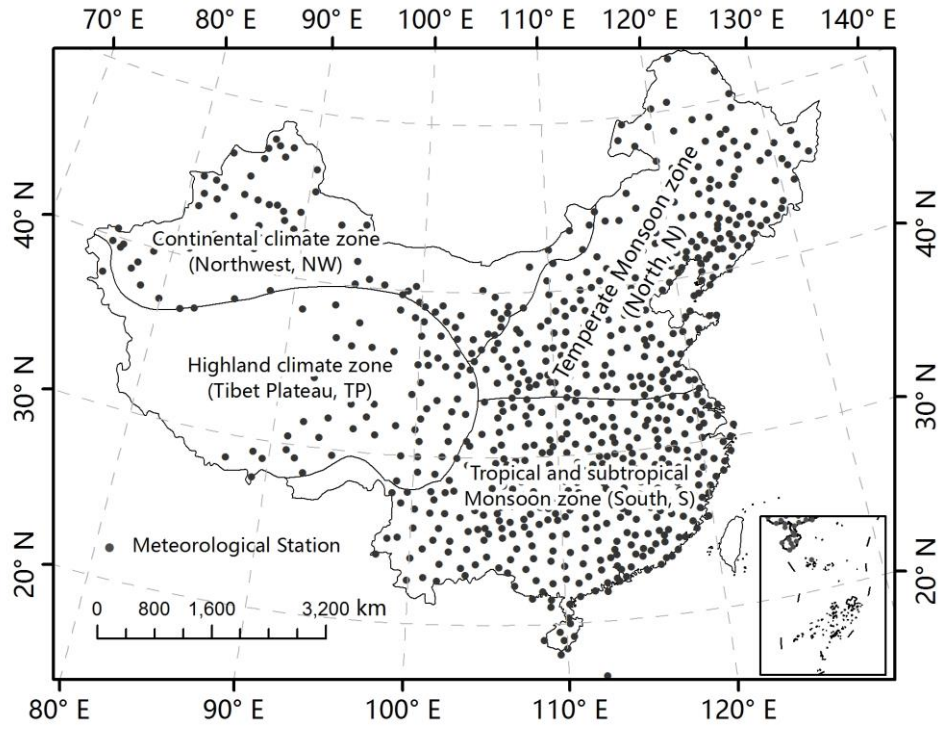 70° E 80° E 90° E 100° E 110° E 120° E 130° E 140° E
40° N
40° N
30° N
30° N
20° N
20° N
Continental climate zone
(Northwest, NW)
Temperate Monsoon zone
(North, N)
Highland climate zone
(Tibet Plateau, TP)
Tropical and subtropical
Monsoon zone (South, S)
Meteorological Station
0 800 1,600 3,200 km
80° E 90° E 100° E 110° E 120° E